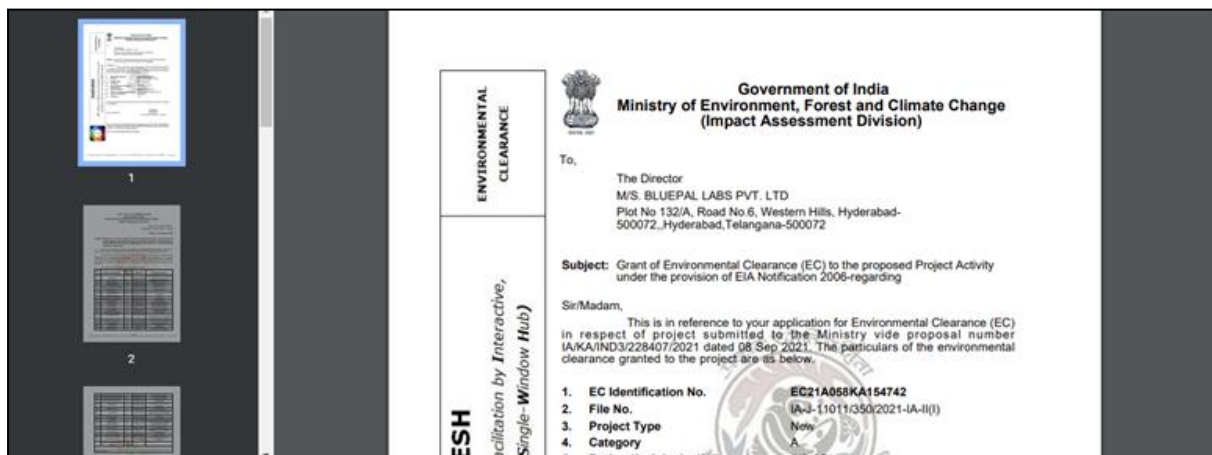 Government of India
Ministry of Environment, Forest and Climate Change
(Impact Assessment Division)
To,
The Director
M/S. BLUEPAL LABS PVT. LTD
Plot No 132/A, Road No.6, Western Hills, Hyderabad-
500072,,Hyderabad,Telangana-500072
Subject: Grant of Environmental Clearance (EC) to the proposed Project Activity
under the provision of EIA Notification 2006-regarding
Sir/Madam,
This is in reference to your application for Environmental Clearance (EC)
in respect of project submitted to the Ministry vide proposal number
IA/KA/IND3/228407/2021 dated 08 Sep 2021. The particulars of the environmental
clearance granted to the project are as below.
1. EC Identification No. EC21A058KA154742
2. File No. IA-J-11011/350/2021-IA-II(I)
3. Project Type New
4. Category A
ENVIRONMENTAL
CLEARANCE
ESH
acilitation by Interactive,
Single-Window Hub)
1
2